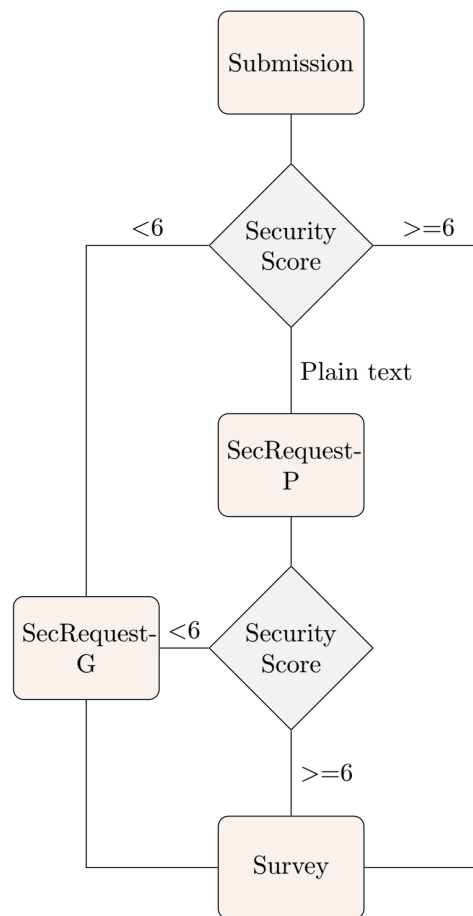 Submission
<6
Security
Score
>=6
Plain text
SecRequest-
P
SecRequest-
G
<6
Security
Score
>=6
Survey